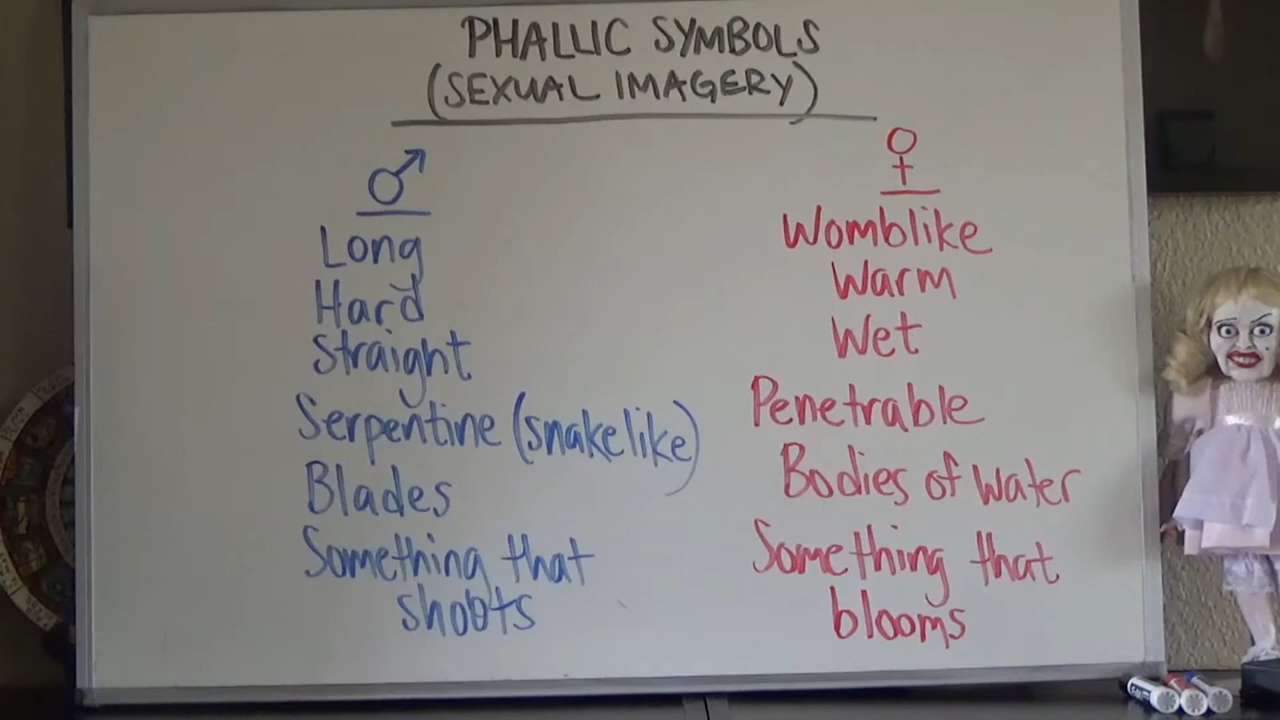 PHALLIC SYMBOLS
(SEXUAL IMAGERY)
♂
Long
Hard
Straight
Serpentine (snakelike)
Blades
Something that
shoots
♀
Womblike
Warm
Wet
Penetrable
Bodies of water
Something that
blooms